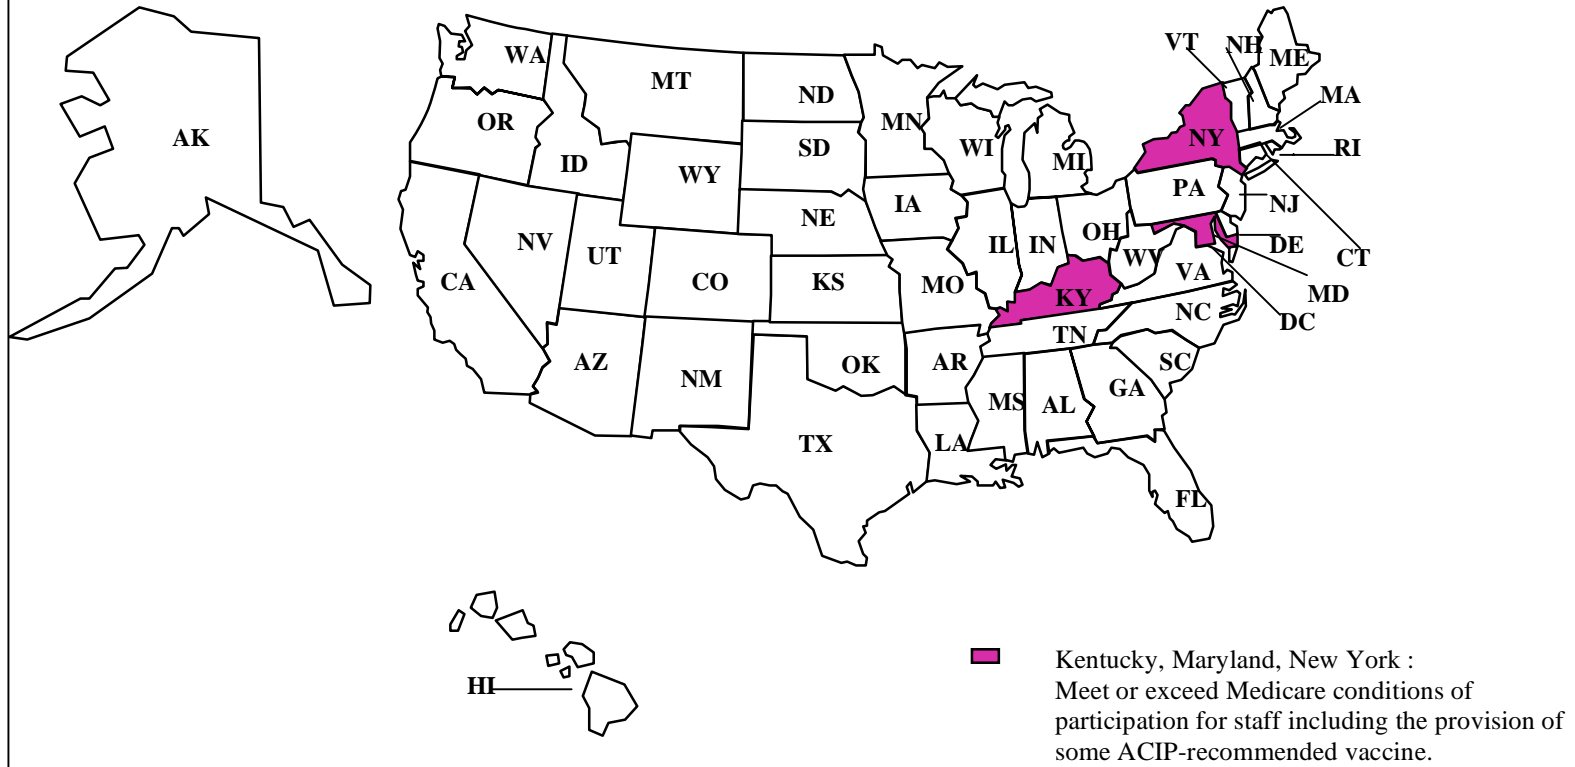 VT
NH
ME
WA
MT
ND
MA
OR
MN
AK
ID
SD
WI
MI
NY
RI
WY
PA
IA
NJ
NE
NV
UT
IL
IN
OH
WV
DE
CT
CA
CO
KS
MO
KY
VA
MD
DC
NC
TN
AZ
NM
OK
AR
SC
MS
AL
GA
TX
LA
FL
HI
Kentucky, Maryland, New York :
Meet or exceed Medicare conditions of
participation for staff including the provision of
some ACIP-recommended vaccine.